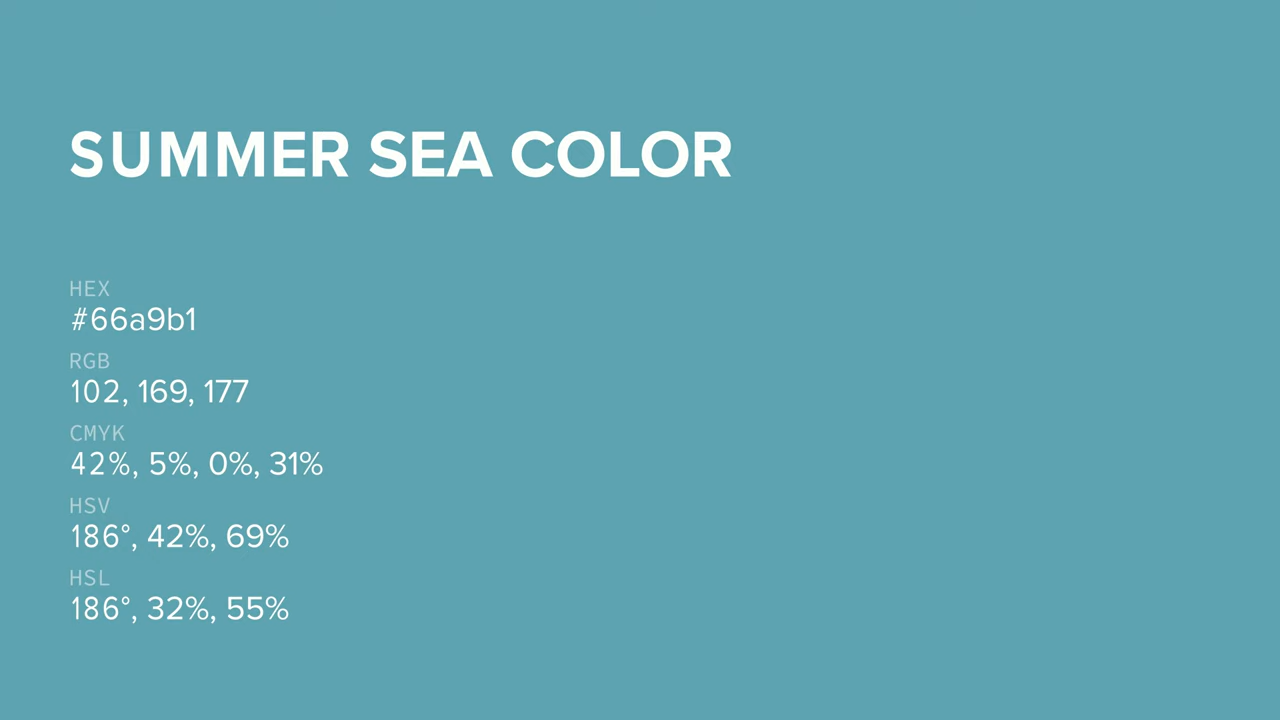 SUMMER SEA COLOR
HEX
#66a9b1
RGB
102, 169, 177
CMYK
42%, 5%, 0%, 31%
HSV
186°, 42%, 69%
HSL
186°, 32%, 55%